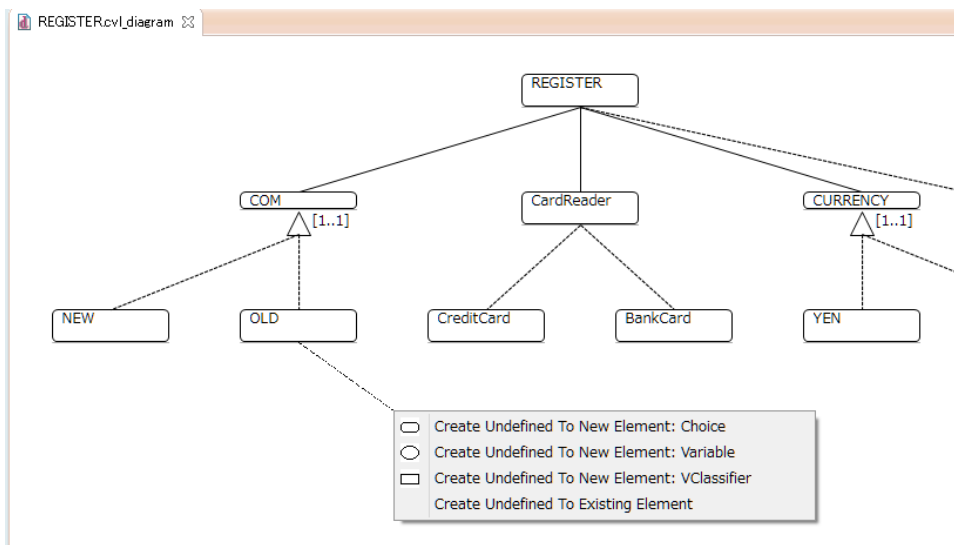 REGISTER.cvl_diagram
REGISTER
COM
CardReader
CURRENCY
[1..1]
[1..1]
NEW
OLD
CreditCard
BankCard
YEN
Create Undefined To New Element: Choice
Create Undefined To New Element: Variable
Create Undefined To New Element: VClassifier
Create Undefined To Existing Element